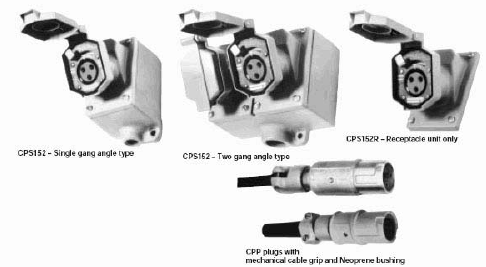 CPS152 – Single gang angle type
CPS152 – Two gang angle type
CPS152R – Receptacle unit only
CPP plugs with
mechanical cable grip and Neoprene bushing